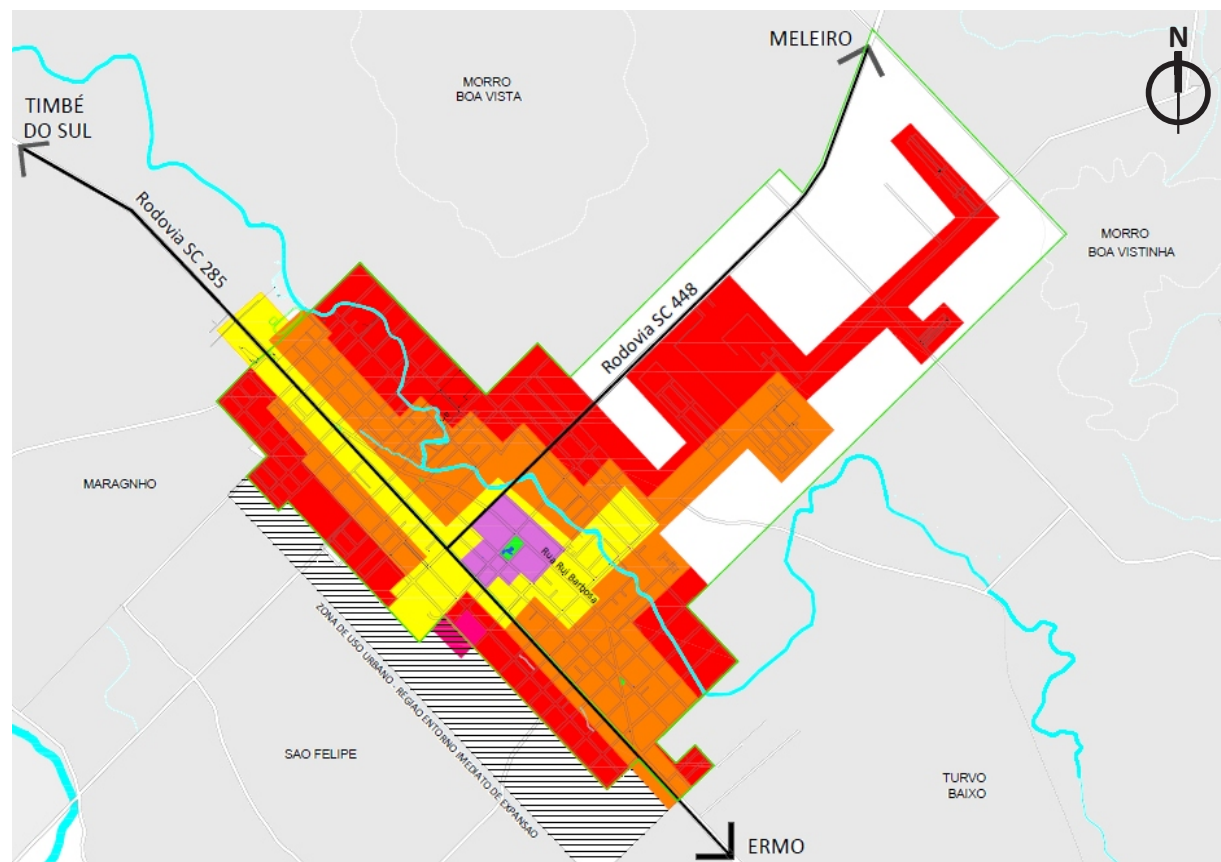 MELEIRO
N
MORRO
BOA VISTA
TIMBÉ
DO SUL
Rodovia SC 285
MORRO
BOA VISTINHA
Rodovia SC 448
MARAGNHO
Rua Rui Barbosa
ZONA DE USO URBANO - REGIÃO ENTORNO IMEDIATO DE EXPANSAO
SAO FELIPE
TURVO
BAIXO
ERMO